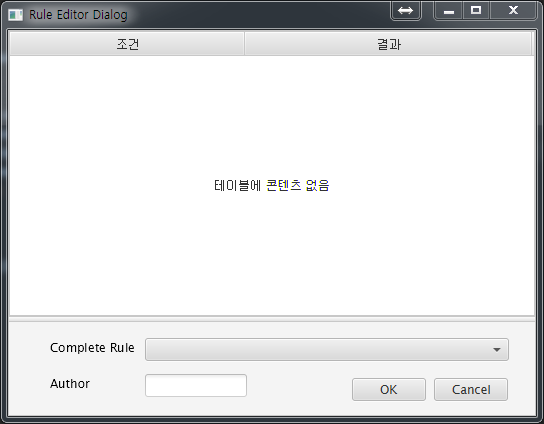 Rule Editor Dialog
조건 결과
테이블에 콘텐츠 없음
Complete Rule
Author
OK Cancel